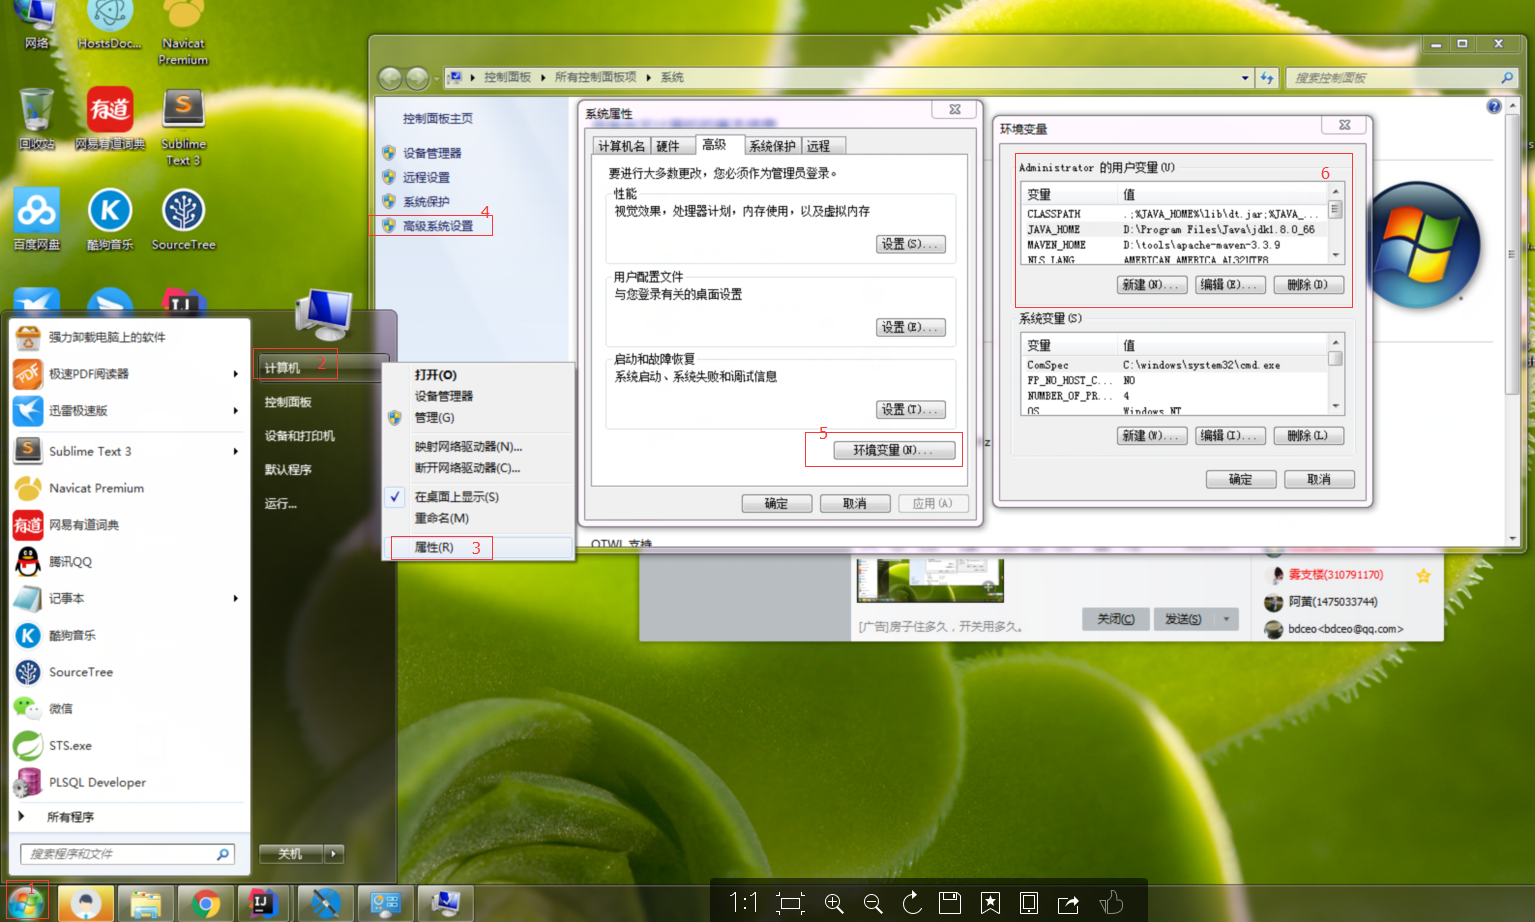 网络
HostsDoc...
Navicat
Premium
回收站
有道
网易有道词典
Sublime
Text 3
百度网盘
酷狗音乐
SourceTree
强力卸载电脑上的软件
极速PDF阅读器
迅雷极速版
Sublime Text 3
Navicat Premium
有道
网易有道词典
腾讯QQ
记事本
酷狗音乐
SourceTree
微信
STS.exe
PLSQL Developer
所有程序
搜索程序和文件
1
计算机
2
控制面板
设备和打印机
默认程序
运行...
关机
打开(O)
设备管理器
管理(G)
映射网络驱动器(N)...
断开网络驱动器(C)...
在桌面上显示(S)
重命名(M)
属性(R)
3
控制面板
所有控制面板项
系统
搜索控制面板
控制面板主页
设备管理器
远程设置
系统保护
4
高级系统设置
系统属性
计算机名
硬件
高级
系统保护
远程
要进行大多数更改，您必须作为管理员登录。
性能
视觉效果，处理器计划，内存使用，以及虚拟内存
设置(S)...
用户配置文件
与您登录有关的桌面设置
设置(E)...
启动和故障恢复
系统启动、系统失败和调试信息
设置(T)...
5
环境变量(N)...
确定
取消
应用(A)
环境变量
Administrator 的用户变量(U)
6
变量 值
CLASSPATH .;%JAVA_HOME%\lib\dt.jar;%JAVA_...
JAVA_HOME D:\Program Files\Java\jdk1.8.0_66
MAVEN_HOME D:\tools\apache-maven-3.3.9
NLS_LANG AMERICAN_AMERICA.AL32UTF8
新建(N)...
编辑(E)...
删除(D)
系统变量(S)
变量 值
ComSpec C:\windows\system32\cmd.exe
FP_NO_HOST_C... NO
NUMBER_OF_PR... 4
OS Windows_NT
新建(W)...
编辑(I)...
删除(L)
确定
取消
[广告]房子住多久，开关用多久。
关闭(C)
发送(S)
雾支楼(310791170)
阿黄(1475033744)
bdceo<bdceo@qq.com>
1:1